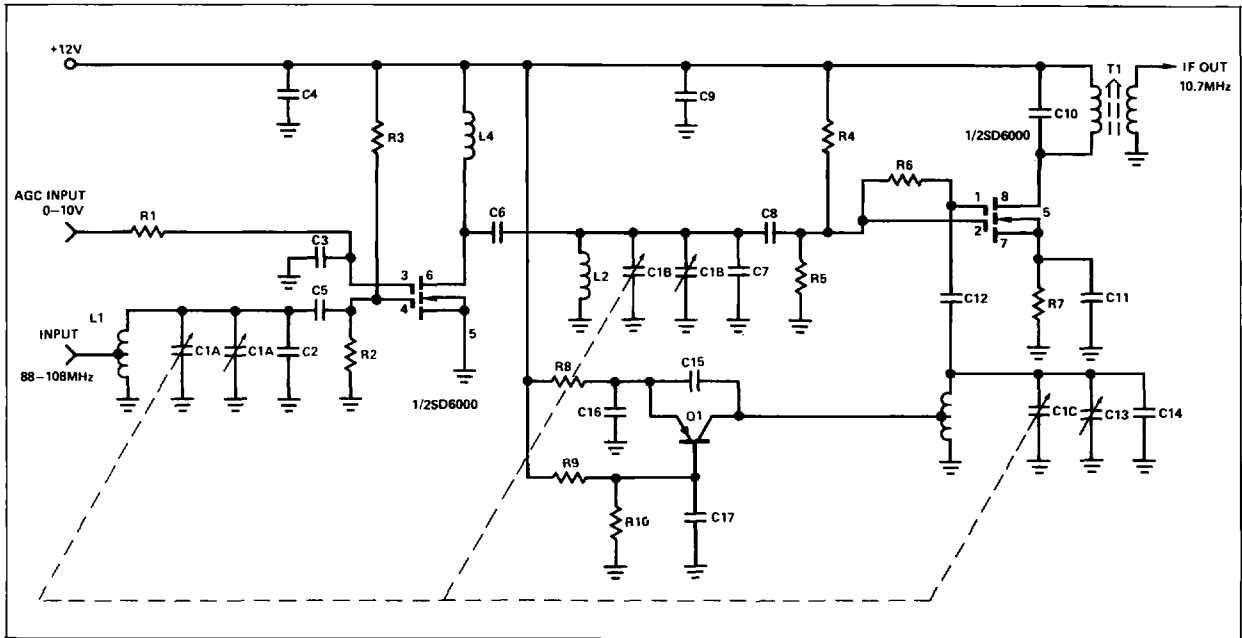 +12V
C4
R3
L4
C9
R4
C10
T1
IF OUT
10.7MHz
1/2SD6000
AGC INPUT
0–10V
R1
C3
C6
C8
R6
1
8
5
2
7
3
6
4
5
L1
INPUT
88–108MHz
C5
C1A
C1A
C2
R2
1/2SD6000
L2
C1B
C1B
C7
R5
C12
R7
C11
R8
C15
C16
Q1
R9
R10
C17
C1C
C13
C14